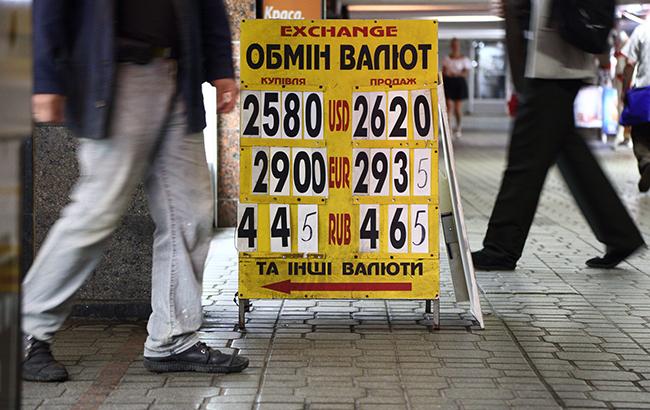 Краса.
EXCHANGE
ОБМІН ВАЛЮТ
КУПІВЛЯ ПРОДАЖ
2580 USD 2620
2900 EUR 2935
445 RUB 465
ТА ІНШІ ВАЛЮТИ